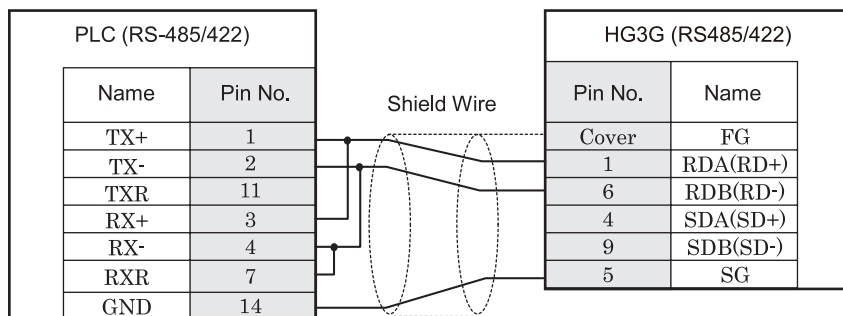 PLC (RS-485/422)
Name Pin No.
TX+ 1
TX- 2
TXR 11
RX+ 3
RX- 4
RXR 7
GND 14
Shield Wire
HG3G (RS485/422)
Pin No. Name
Cover FG
1 RDA(RD+)
6 RDB(RD-)
4 SDA(SD+)
9 SDB(SD-)
5 SG